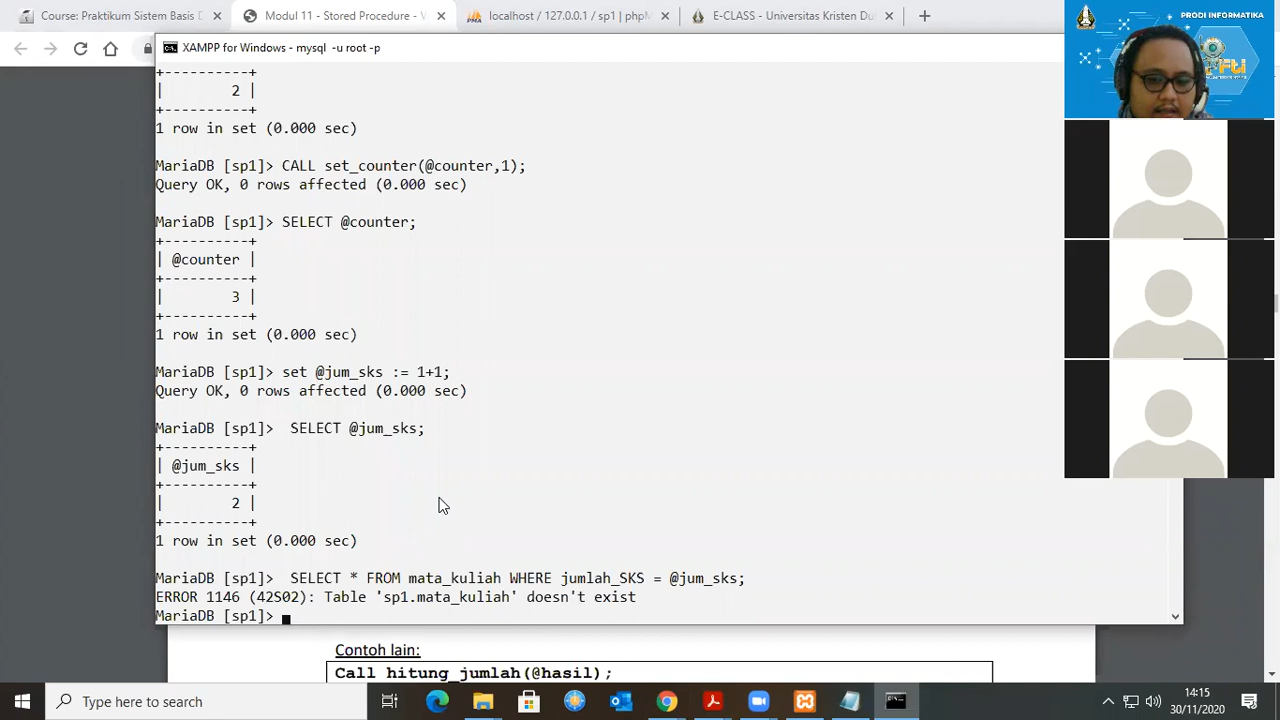 Course: Praktikum Sistem Basis D
Modul 11 - Stored Procedure - V
localhost / 127.0.0.1 / sp1 | phpM
E-CLASS - Universitas Kristen D
XAMPP for Windows - mysql -u root -p
+----------+
| 2 |
+----------+
1 row in set (0.000 sec)
MariaDB [sp1]> CALL set_counter(@counter,1);
Query OK, 0 rows affected (0.000 sec)
MariaDB [sp1]> SELECT @counter;
+----------+
| @counter |
+----------+
| 3 |
+----------+
1 row in set (0.000 sec)
MariaDB [sp1]> set @jum_sks := 1+1;
Query OK, 0 rows affected (0.000 sec)
MariaDB [sp1]> SELECT @jum_sks;
+----------+
| @jum_sks |
+----------+
| 2 |
+----------+
1 row in set (0.000 sec)
MariaDB [sp1]> SELECT * FROM mata_kuliah WHERE jumlah_SKS = @jum_sks;
ERROR 1146 (42S02): Table 'sp1.mata_kuliah' doesn't exist
MariaDB [sp1]>
Contoh lain:
Call hitung_jumlah(@hasil);
PRODI INFORMATIKA
Type here to search
14:15
30/11/2020